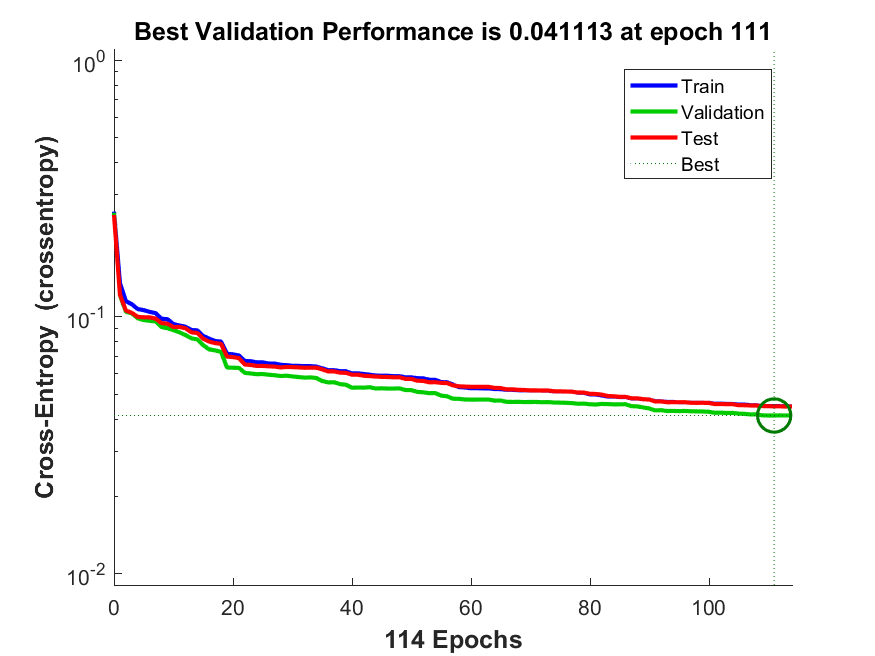 Best Validation Performance is 0.041113 at epoch 111
Cross-Entropy (crossentropy)
10^0
10^-1
10^-2
Train
Validation
Test
Best
0 20 40 60 80 100
114 Epochs